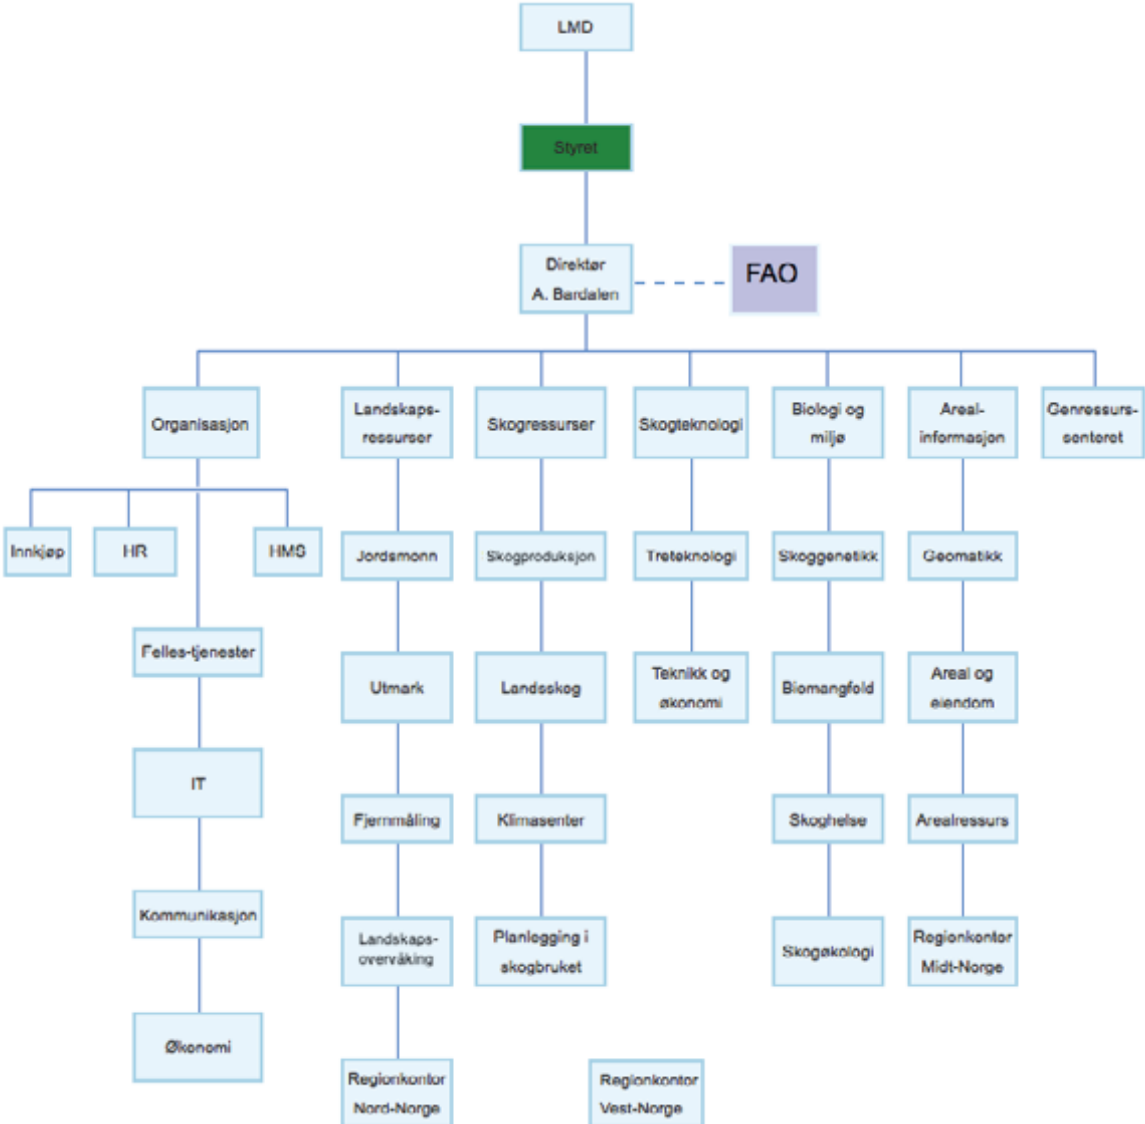 LMD
Styret
Direktør
A. Bardalen
FAO
Organisasjon
Landskaps-
ressurser
Skogressurser
Skogteknologi
Biologi og
miljø
Areal-
informasjon
Genressurs-
senteret
Innkjøp
HR
HMS
Jordsmonn
Skogproduksjon
Treteknologi
Skoggenetikk
Geomatikk
Felles-tjenester
Utmark
Landsskog
Teknikk og
økonomi
Biomangfold
Areal og
eiendom
IT
Fjernmåling
Klimasenter
Skoghelse
Arealressurs
Kommunikasjon
Landskaps-
overvåking
Planlegging i
skogbruket
Skogøkologi
Regionkontor
Midt-Norge
Økonomi
Regionkontor
Nord-Norge
Regionkontor
Vest-Norge